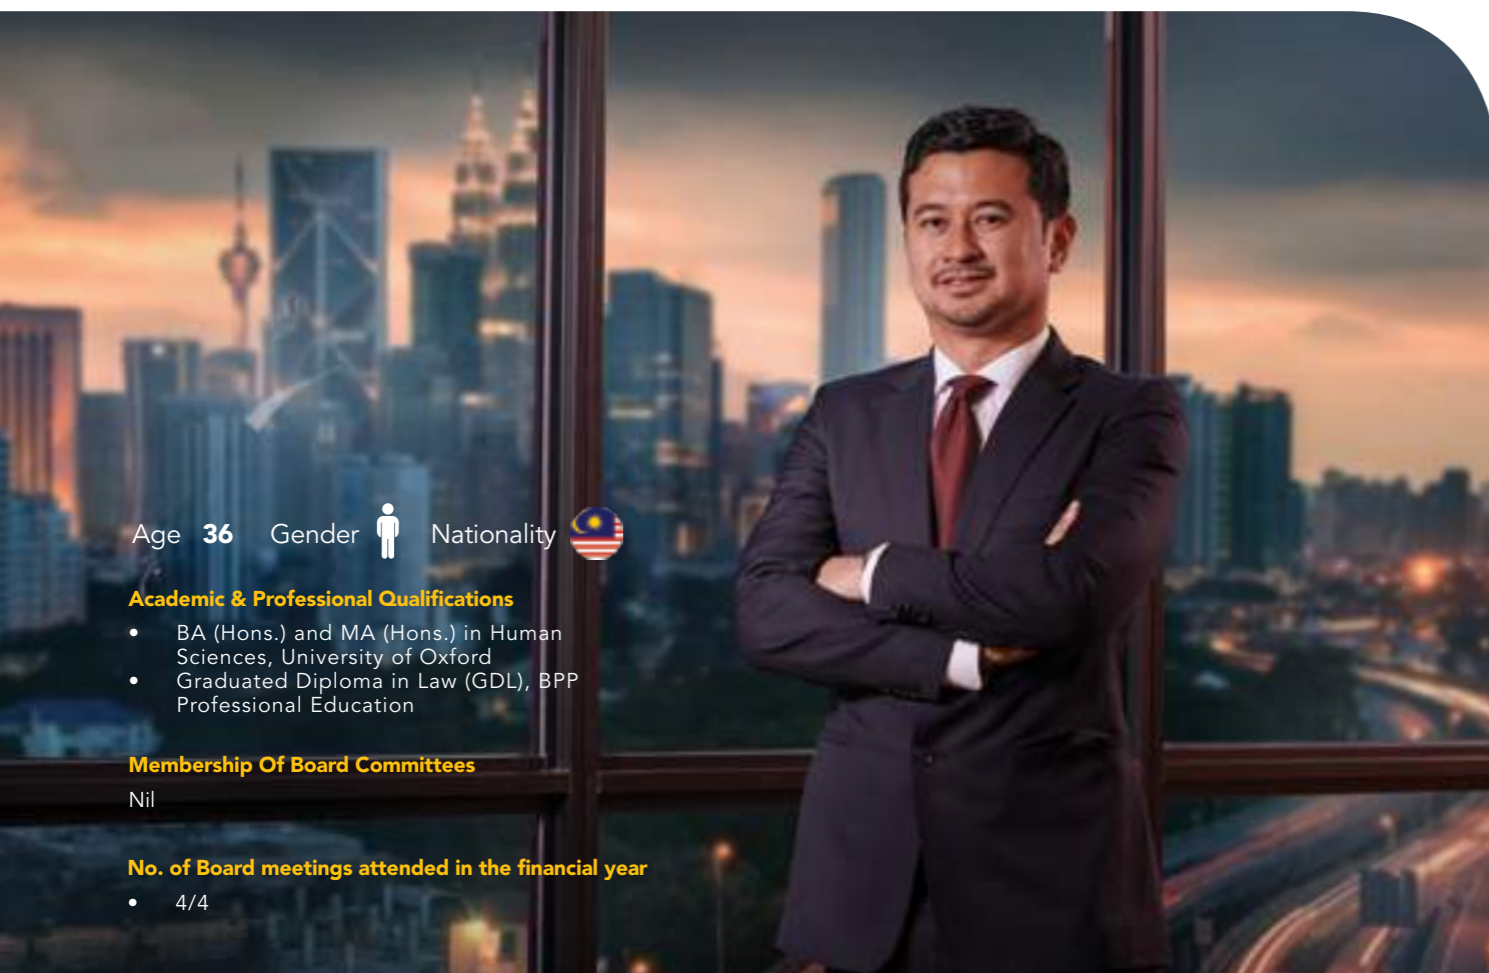 Age 36 Gender Nationality
Academic & Professional Qualifications
• BA (Hons.) and MA (Hons.) in Human
Sciences, University of Oxford
• Graduated Diploma in Law (GDL), BPP
Professional Education
Membership Of Board Committees
Nil
No. of Board meetings attended in the financial year
• 4/4